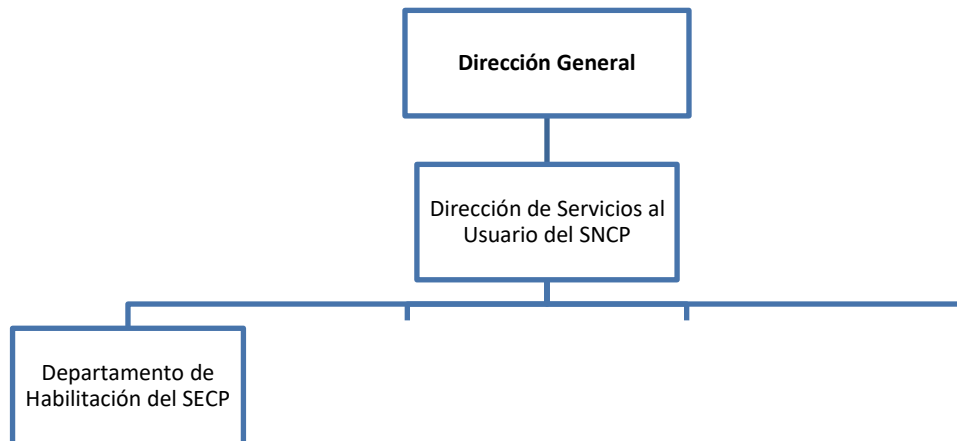 Dirección General
Dirección de Servicios al
Usuario del SNCP
Departamento de
Habilitación del SECP